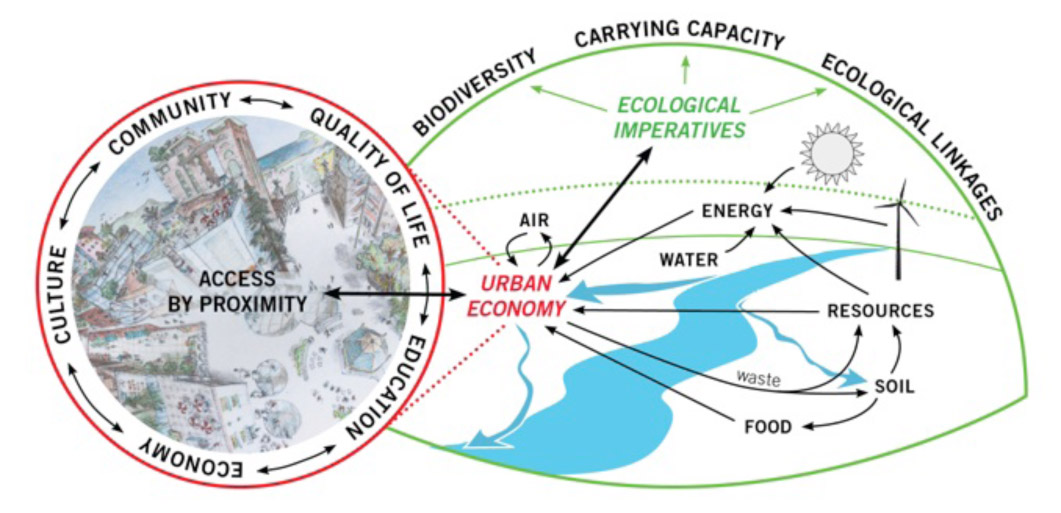 CARRYING CAPACITY
BIODIVERSITY
ECOLOGICAL LINKAGES
ECOLOGICAL
IMPERATIVES
COMMUNITY
QUALITY OF LIFE
EDUCATION
ECONOMY
CULTURE
ACCESS
BY PROXIMITY
AIR
ENERGY
WATER
URBAN
ECONOMY
RESOURCES
waste
SOIL
FOOD